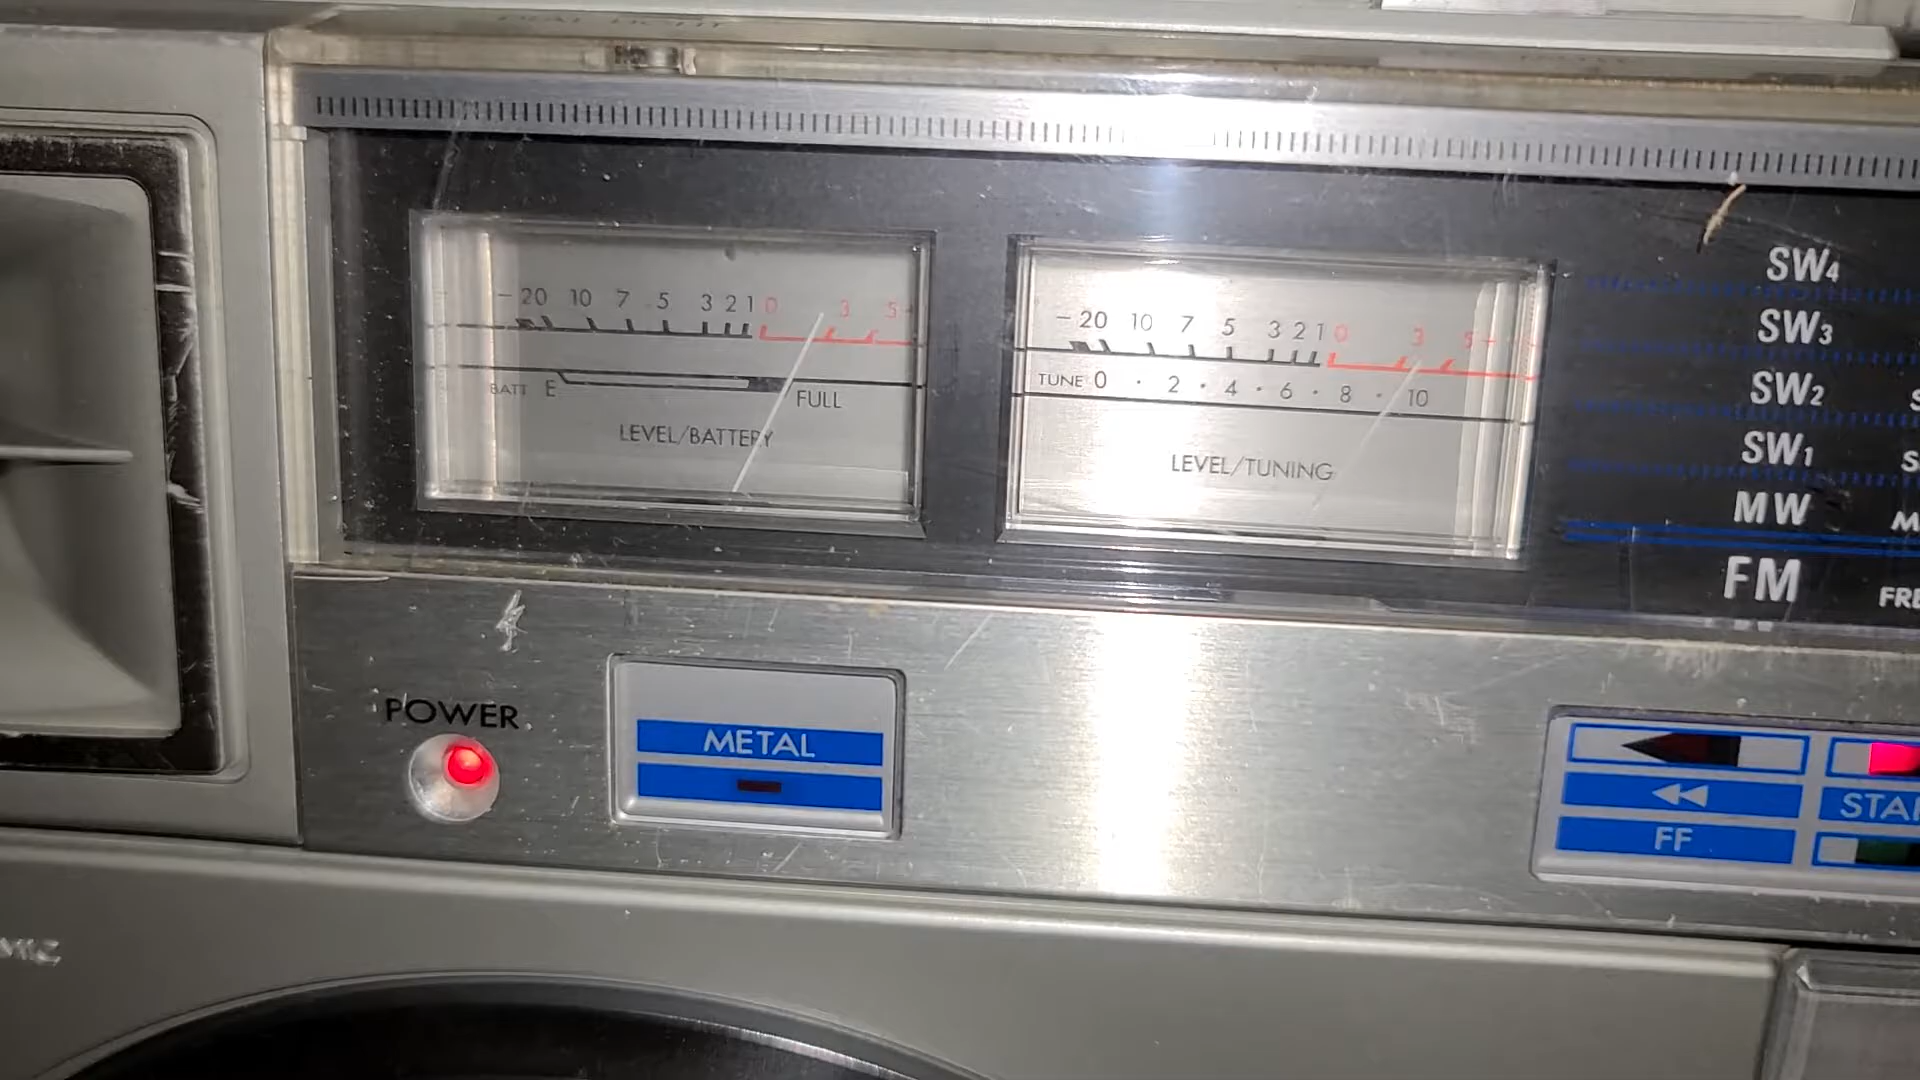 -20 10 7 5 3 2 1 0 3 5+
BATT E FULL
LEVEL/BATTERY
-20 10 7 5 3 2 1 0 3 5+
TUNE 0 · 2 · 4 · 6 · 8 · 10
LEVEL/TUNING
SW4
SW3
SW2
SW1
MW
FM
POWER
METAL
FF